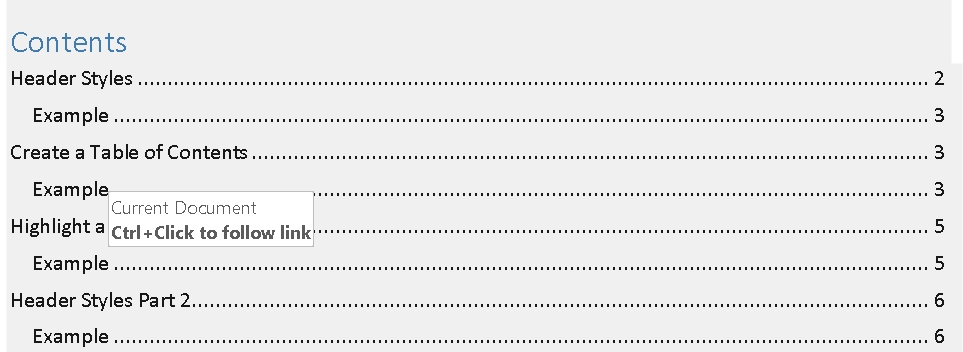 Contents
Header Styles ........................................ 2
Example ........................................ 3
Create a Table of Contents ........................................ 3
Example ........................................ 3
Current Document
Highlight a ........................................ 5
Ctrl+Click to follow link
Example ........................................ 5
Header Styles Part 2........................................ 6
Example ........................................ 6